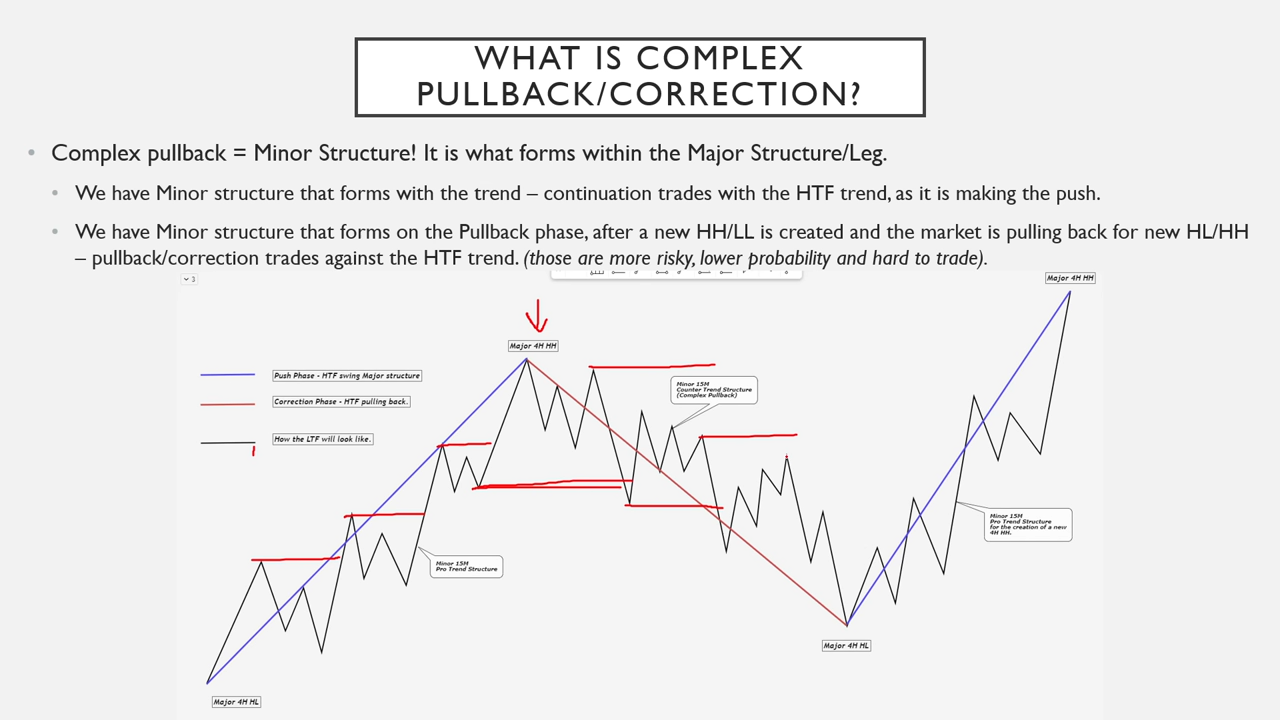 WHAT IS COMPLEX
PULLBACK/CORRECTION?
• Complex pullback = Minor Structure! It is what forms within the Major Structure/Leg.
• We have Minor structure that forms with the trend – continuation trades with the HTF trend, as it is making the push.
• We have Minor structure that forms on the Pullback phase, after a new HH/LL is created and the market is pulling back for new HL/HH
– pullback/correction trades against the HTF trend. (those are more risky, lower probability and hard to trade).
3
Major 4H HH
Major 4H HH
Push Phase - HTF swing Major structure
Correction Phase - HTF pulling back.
How the LTF will look like.
Minor 15M
Counter Trend Structure
(Complex Pullback)
Minor 15M
Pro Trend Structure
Minor 15M
Pro Trend Structure
for the creation of a new
4H HH.
Major 4H HL
Major 4H HL